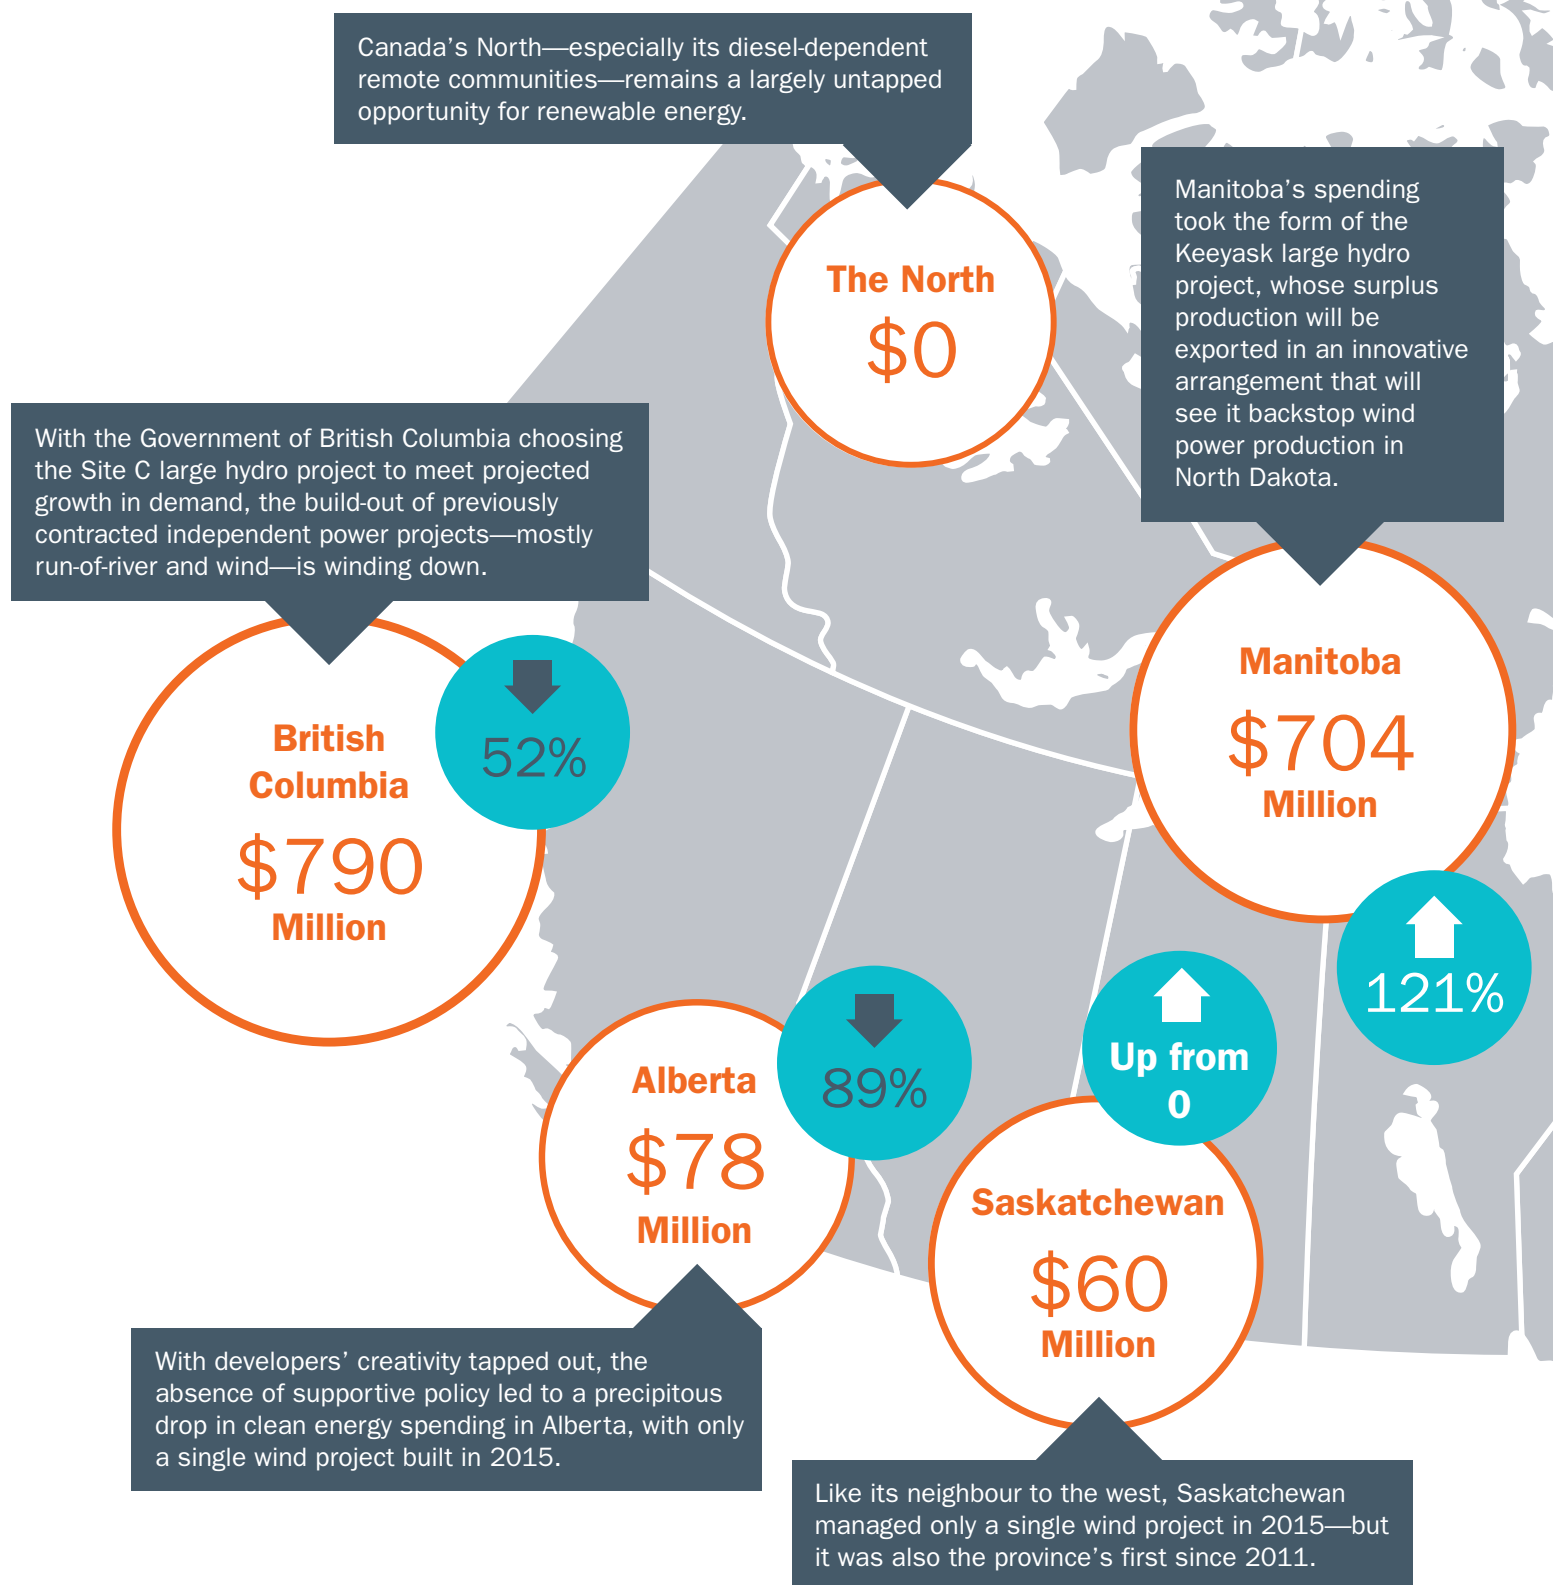 Canada’s North—especially its diesel-dependent
remote communities—remains a largely untapped
opportunity for renewable energy.
The North
$0
Manitoba’s spending
took the form of the
Keeyask large hydro
project, whose surplus
production will be
exported in an innovative
arrangement that will
see it backstop wind
power production in
North Dakota.
With the Government of British Columbia choosing
the Site C large hydro project to meet projected
growth in demand, the build-out of previously
contracted independent power projects—mostly
run-of-river and wind—is winding down.
British
Columbia
$790
Million
52%
Manitoba
$704
Million
121%
Alberta
$78
Million
89%
Up from
0
Saskatchewan
$60
Million
With developers’ creativity tapped out, the
absence of supportive policy led to a precipitous
drop in clean energy spending in Alberta, with only
a single wind project built in 2015.
Like its neighbour to the west, Saskatchewan
managed only a single wind project in 2015—but
it was also the province’s first since 2011.